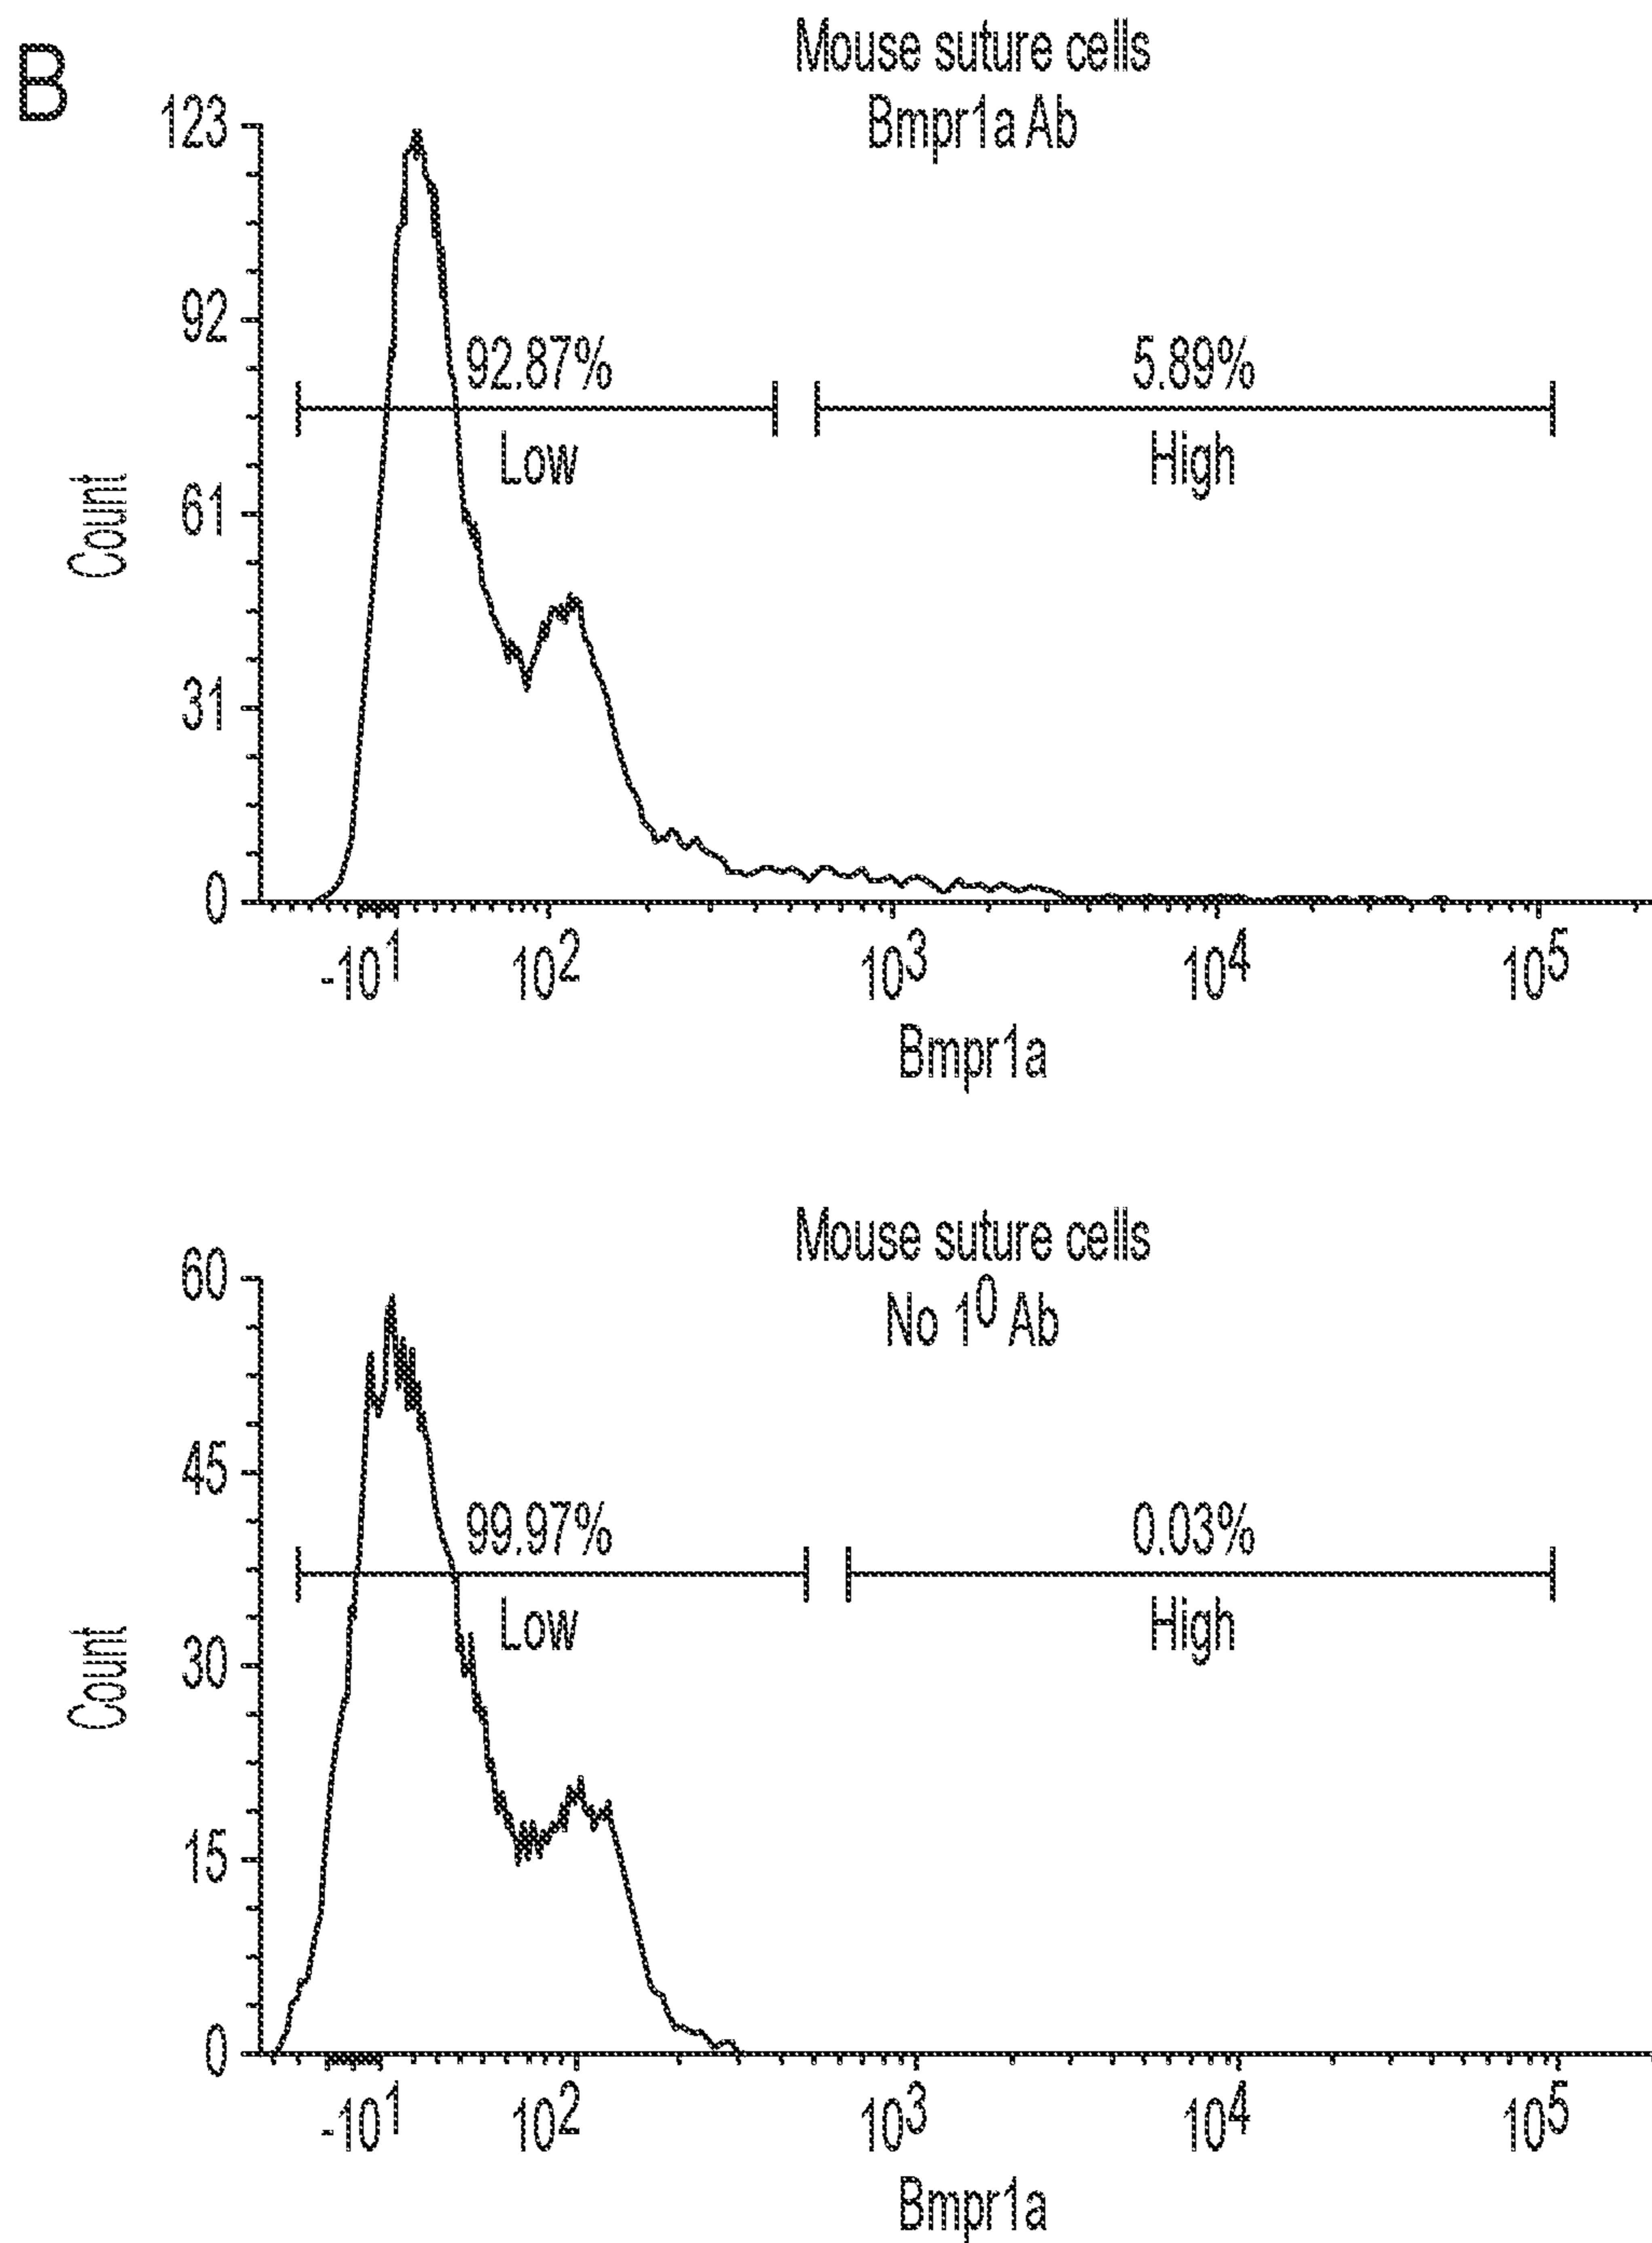 B
Mouse suture cells
Bmpr1a Ab
123
92
61
31
0
Count
92.87%
Low
5.89%
High
-10¹
10²
10³
10⁴
10⁵
Bmpr1a
Mouse suture cells
No 1⁰ Ab
60
45
30
15
0
Count
99.97%
Low
0.03%
High
-10¹
10²
10³
10⁴
10⁵
Bmpr1a